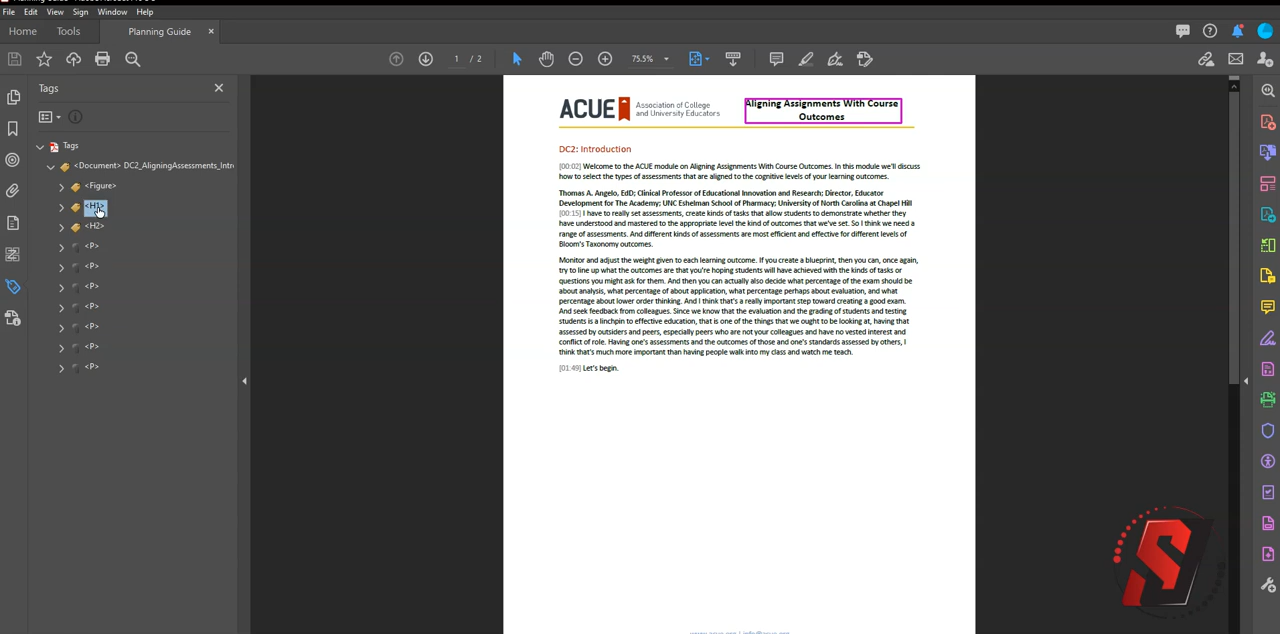 File Edit View Sign Window Help
Home Tools Planning Guide ×
1 / 2 75.5%
Tags
Tags
<Document> DC2_AligningAssessments_Intr
<Figure>
<H1>
<H2>
<P>
<P>
<P>
<P>
<P>
<P>
<P>
ACUE Association of College
and University Educators
Aligning Assignments With Course
Outcomes
DC2: Introduction
[00:02] Welcome to the ACUE module on Aligning Assignments With Course Outcomes. In this module we'll discuss
how to select the types of assessments that are aligned to the cognitive levels of your learning outcomes.
Thomas A. Angelo, EdD; Clinical Professor of Educational Innovation and Research; Director, Educator
Development for The Academy; UNC Eshelman School of Pharmacy; University of North Carolina at Chapel Hill
[00:15] I have to really set assessments, create kinds of tasks that allow students to demonstrate whether they
have understood and mastered to the appropriate level the kind of outcomes that we've set. So I think we need a
range of assessments. And different kinds of assessments are most efficient and effective for different levels of
Bloom's Taxonomy outcomes.
Monitor and adjust the weight given to each learning outcome. If you create a blueprint, then you can, once again,
try to line up what the outcomes are that you're hoping students will have achieved with the kinds of tasks or
questions you might ask for them. And then you can actually also decide what percentage of the exam should be
about analysis, what percentage of about application, what percentage perhaps about evaluation, and what
percentage about lower order thinking. And I think that's a really important step toward creating a good exam.
And seek feedback from colleagues. Since we know that the evaluation and the grading of students and testing
students is a linchpin to effective education, that is one of the things that we ought to be looking at, having that
assessed by outsiders and peers, especially peers who are not your colleagues and have no vested interest and
conflict of role. Having one's assessments and the outcomes of those and one's standards assessed by others, I
think that's much more important than having people walk into my class and watch me teach.
[01:49] Let's begin.